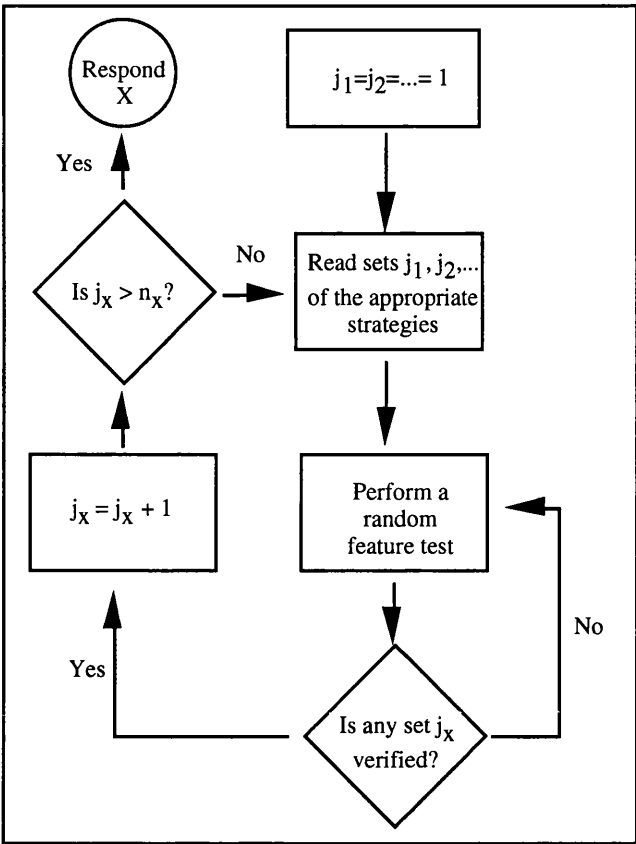 j1=j2=...= 1
Read sets j1, j2,...
of the appropriate
strategies
Perform a
random
feature test
Is any set jx
verified?
No
Yes
jx = jx + 1
Is jx > nx?
No
Yes
Respond
X